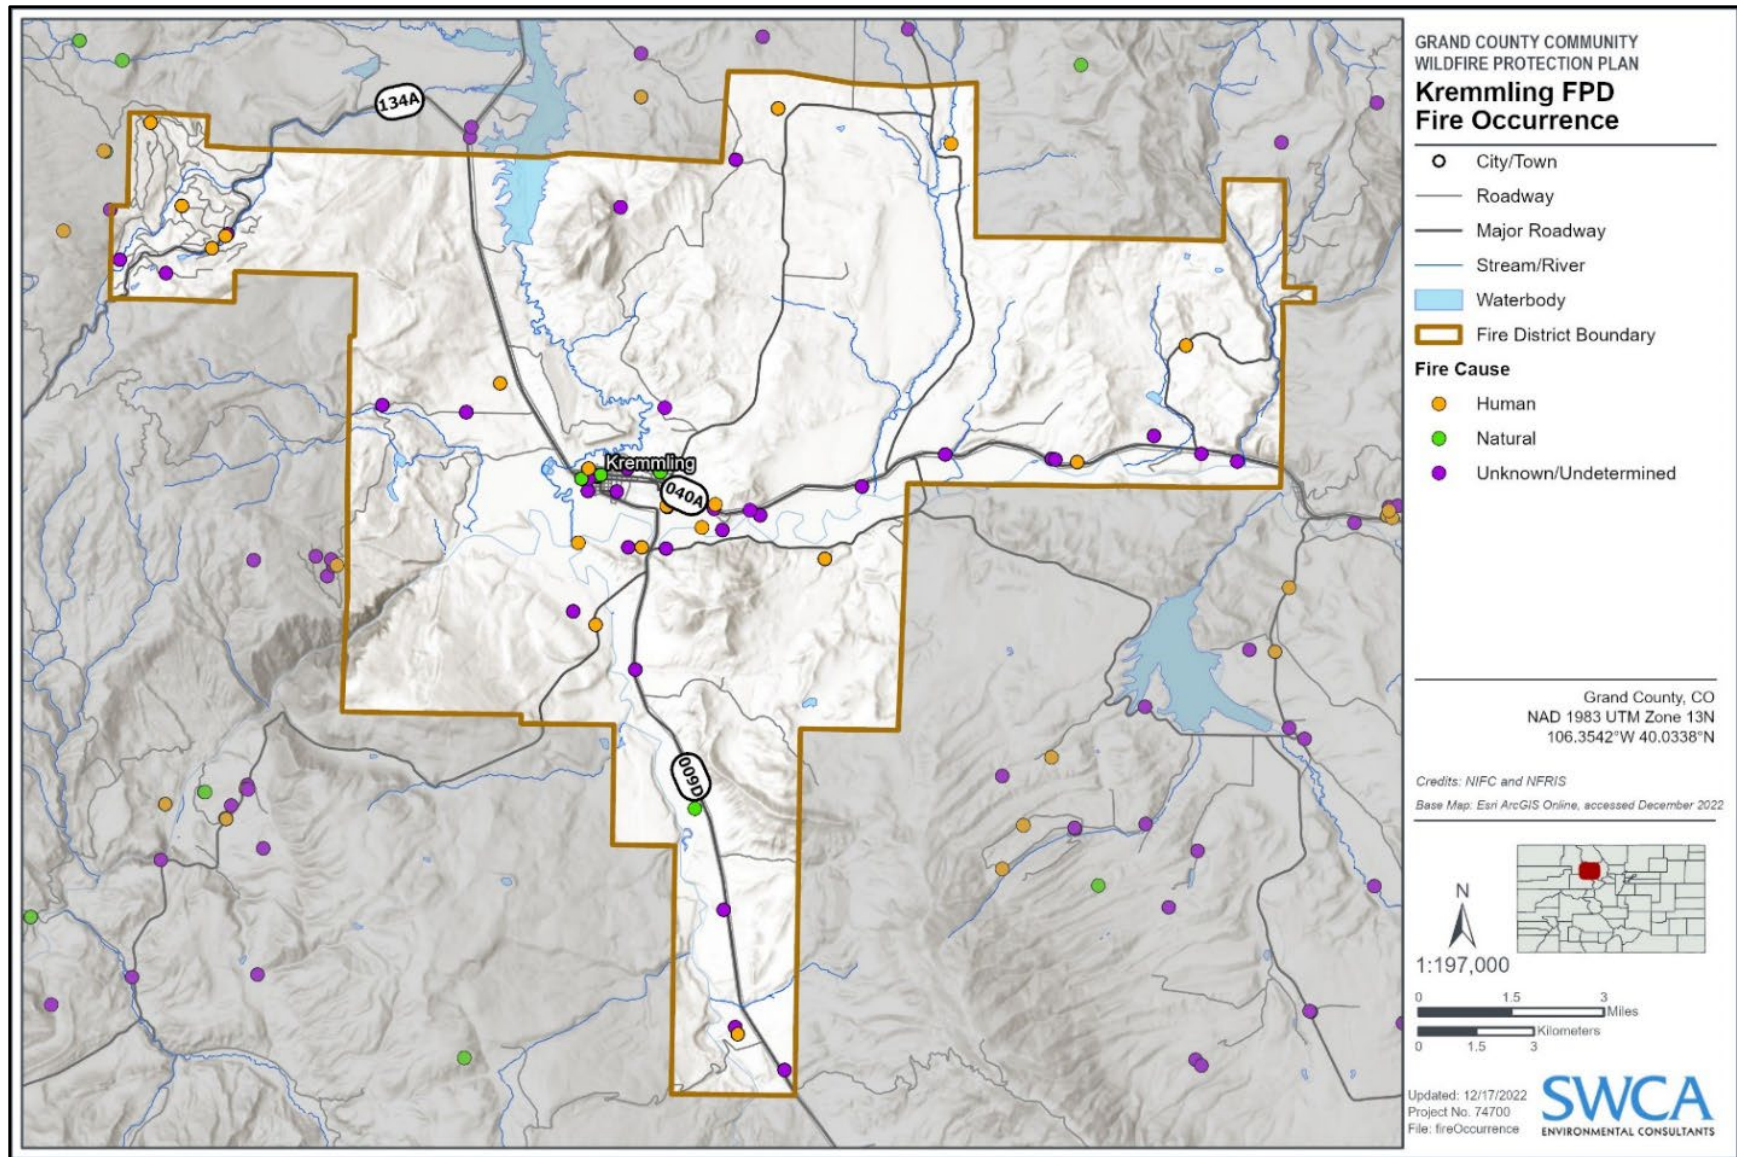 134A
Kremmling
040A
009D
GRAND COUNTY COMMUNITY
WILDFIRE PROTECTION PLAN
Kremmling FPD
Fire Occurrence
City/Town
Roadway
Major Roadway
Stream/River
Waterbody
Fire District Boundary
Fire Cause
Human
Natural
Unknown/Undetermined
Grand County, CO
NAD 1983 UTM Zone 13N
106.3542°W 40.0338°N
Credits: NIFC and NFRIS
Base Map: Esri ArcGIS Online, accessed December 2022
N
1:197,000
0 1.5 3
Miles
Kilometers
0 1.5 3
Updated: 12/17/2022
Project No. 74700
File: fireOccurrence
SWCA
ENVIRONMENTAL CONSULTANTS